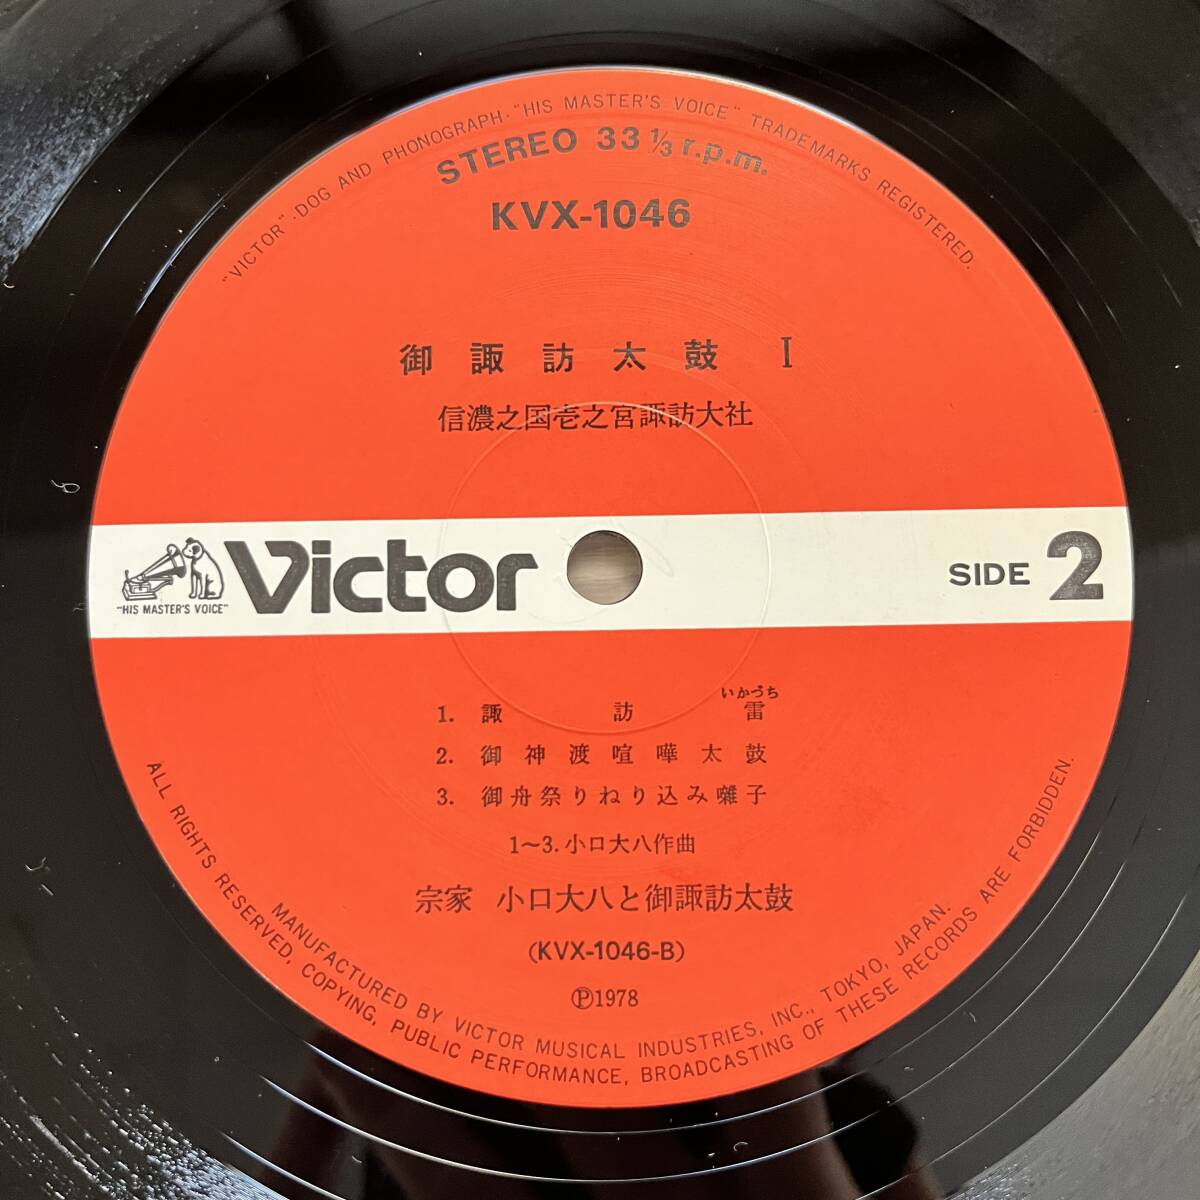 "VICTOR"·DOG AND PHONOGRAPH·"HIS MASTER'S VOICE" TRADEMARKS REGISTERED.
STEREO 33 1/3 r.p.m.
KVX-1046
御諏訪太鼓 I
信濃之国壱之宮諏訪大社
Victor
"HIS MASTER'S VOICE"
SIDE 2
いかづち
1. 諏訪雷
2. 御神渡喧嘩太鼓
3. 御舟祭りねり込み囃子
1〜3. 小口大八作曲
宗家 小口大八と御諏訪太鼓
(KVX-1046-B)
Ⓟ1978
MANUFACTURED BY VICTOR MUSICAL INDUSTRIES, INC., TOKYO, JAPAN.
ALL RIGHTS RESERVED, COPYING, PUBLIC PERFORMANCE, BROADCASTING OF THESE RECORDS ARE FORBIDDEN.